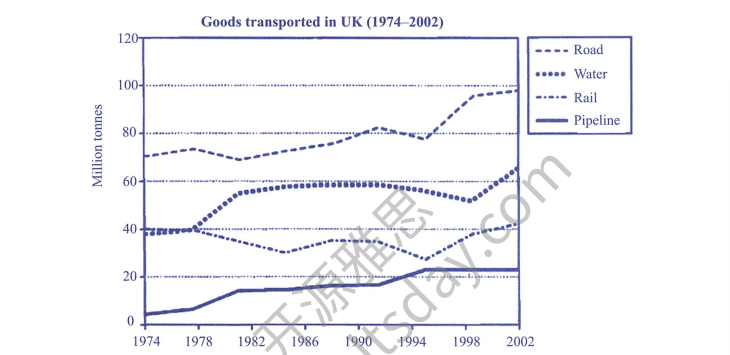 Goods transported in UK (1974–2002)
Million tonnes
120
100
80
60
40
20
0
1974 1978 1982 1986 1990 1994 1998 2002
Road
Water
Rail
Pipeline
开源雅思
ltsday.com